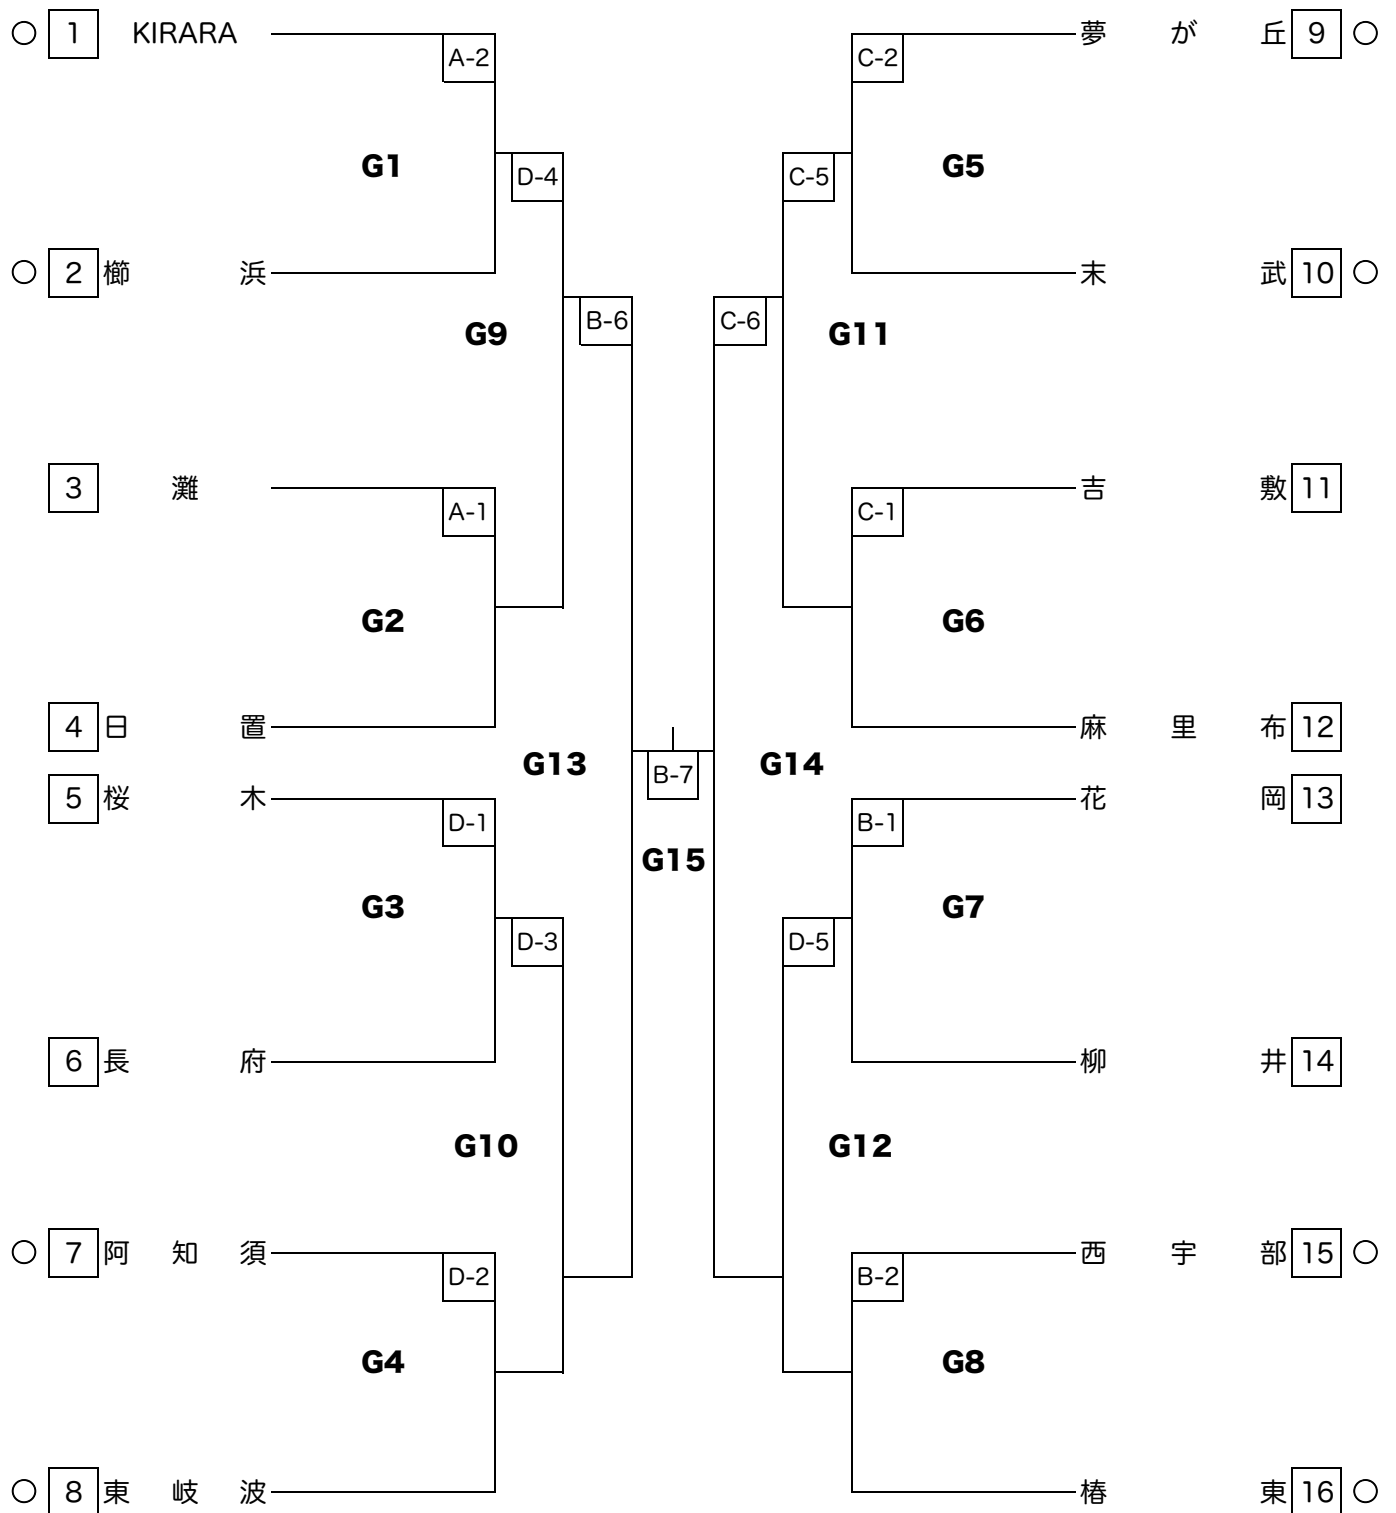 ○ 1 KIRARA 夢が丘 9 ○
A-2 C-2
G1 G5
D-4 C-5
○ 2 櫛浜 末武 10 ○
B-6 C-6
G9 G11
3 灘 吉敷 11
A-1 C-1
G2 G6
4 日置 麻里布 12
G13 G14
B-7
5 桜木 花岡 13
D-1 B-1
G15
G3 G7
D-3 D-5
6 長府 柳井 14
G10 G12
○ 7 阿知須 西宇部 15 ○
D-2 B-2
G4 G8
○ 8 東岐波 椿東 16 ○